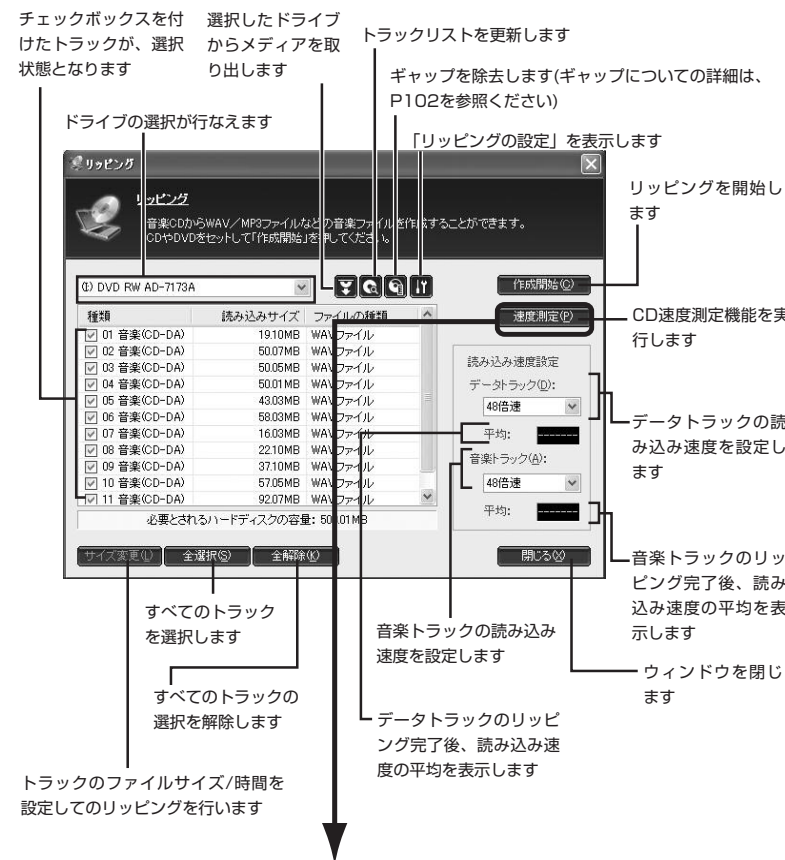 チェックボックスを付
けたトラックが、選択
状態となります
選択したドライブ
からメディアを取
り出します
トラックリストを更新します
ギャップを除去します(ギャップについての詳細は、
P102を参照ください)
ドライブの選択が行なえます
「リッピングの設定」を表示します
リッピング
リッピング
音楽CDからWAV／MP3ファイルなどの音楽ファイルを作成することができます。
CDやDVDをセットして「作成開始」を押してください。
リッピングを開始し
ます
(I:) DVD RW AD-7173A
作成開始(C)
速度測定(P)
CD速度測定機能を実
行します
種類 読み込みサイズ ファイルの種類
01 音楽(CD-DA) 19.10MB WAVファイル
02 音楽(CD-DA) 50.07MB WAVファイル
03 音楽(CD-DA) 50.05MB WAVファイル
04 音楽(CD-DA) 50.01MB WAVファイル
05 音楽(CD-DA) 43.03MB WAVファイル
06 音楽(CD-DA) 58.03MB WAVファイル
07 音楽(CD-DA) 16.03MB WAVファイル
08 音楽(CD-DA) 22.10MB WAVファイル
09 音楽(CD-DA) 37.10MB WAVファイル
10 音楽(CD-DA) 57.05MB WAVファイル
11 音楽(CD-DA) 92.07MB WAVファイル
必要とされるハードディスクの容量:
読み込み速度設定
データトラック(D):
48倍速
平均:
音楽トラック(A):
48倍速
平均:
データトラックの読
み込み速度を設定し
ます
サイズ変更(L)
全選択(S)
全解除(K)
閉じる(X)
音楽トラックのリッ
ピング完了後、読み
込み速度の平均を表
示します
すべてのトラック
を選択します
音楽トラックの読み込み
速度を設定します
ウィンドウを閉じ
ます
すべてのトラックの
選択を解除します
データトラックのリッピ
ング完了後、読み込み速
度の平均を表示します
トラックのファイルサイズ/時間を
設定してのリッピングを行います